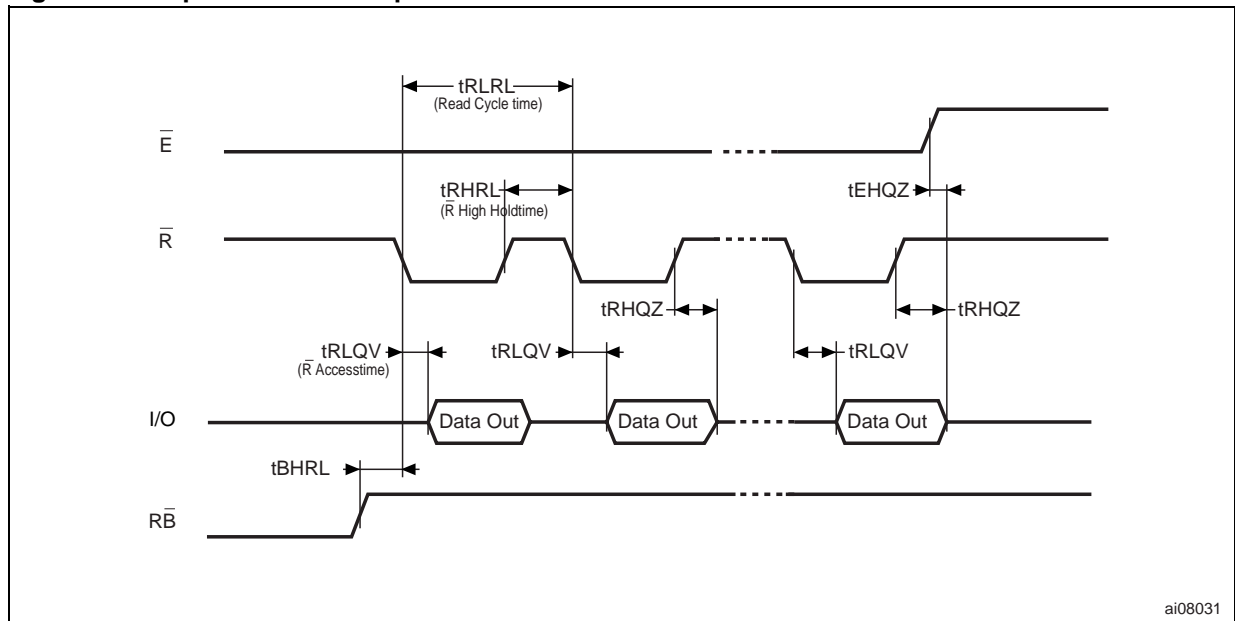 tRLRL
(Read Cycle time)
E̅
tRHRL
(R̅ High Holdtime)
tEHQZ
R̅
tRHQZ
tRHQZ
tRLQV
(R̅ Accesstime)
tRLQV
tRLQV
I/O
Data Out
Data Out
Data Out
tBHRL
RB̅
ai08031